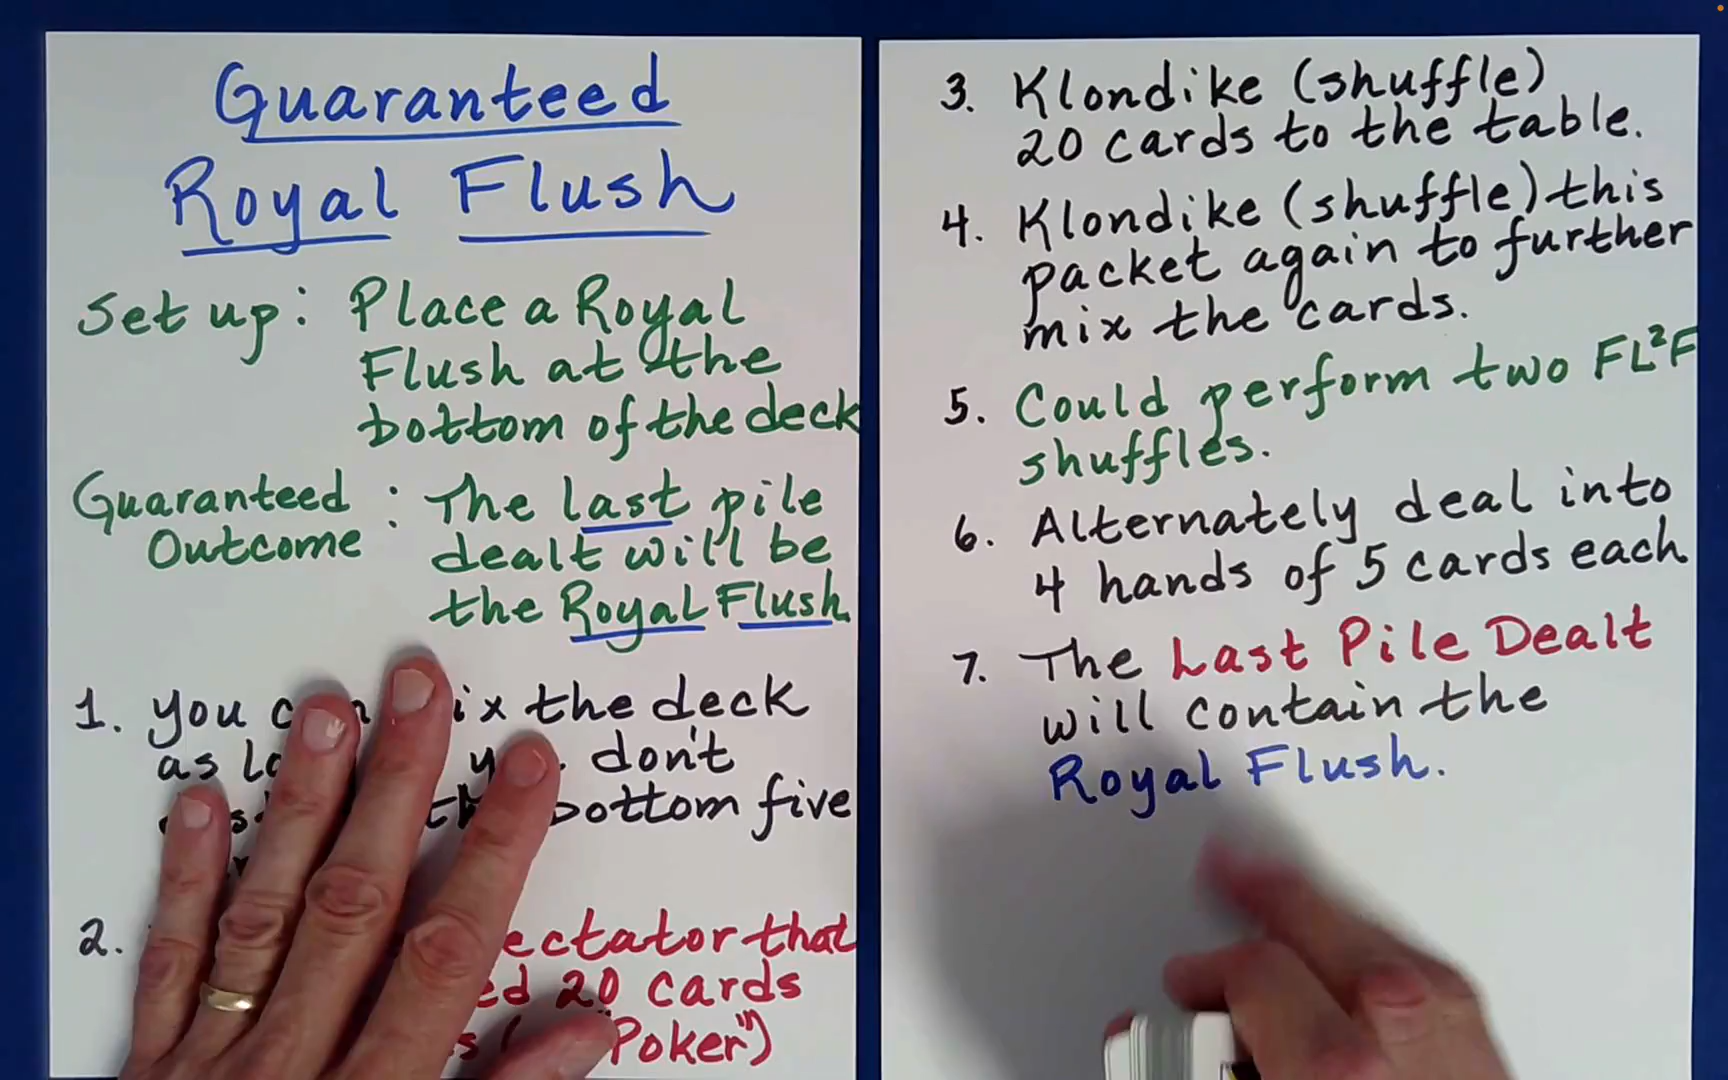 Guaranteed
Royal Flush
Set up: Place a Royal
Flush at the
bottom of the deck
Guaranteed Outcome: The last pile
dealt will be
the Royal Flush.
1. You mix the deck
as don't
bottom five
2. that
20 cards
"Poker")
3. Klondike (shuffle)
20 cards to the table.
4. Klondike (shuffle) this
packet again to further
mix the cards.
5. Could perform two FL²F
shuffles.
6. Alternately deal into
4 hands of 5 cards each
7. The Last Pile Dealt
will contain the
Royal Flush.